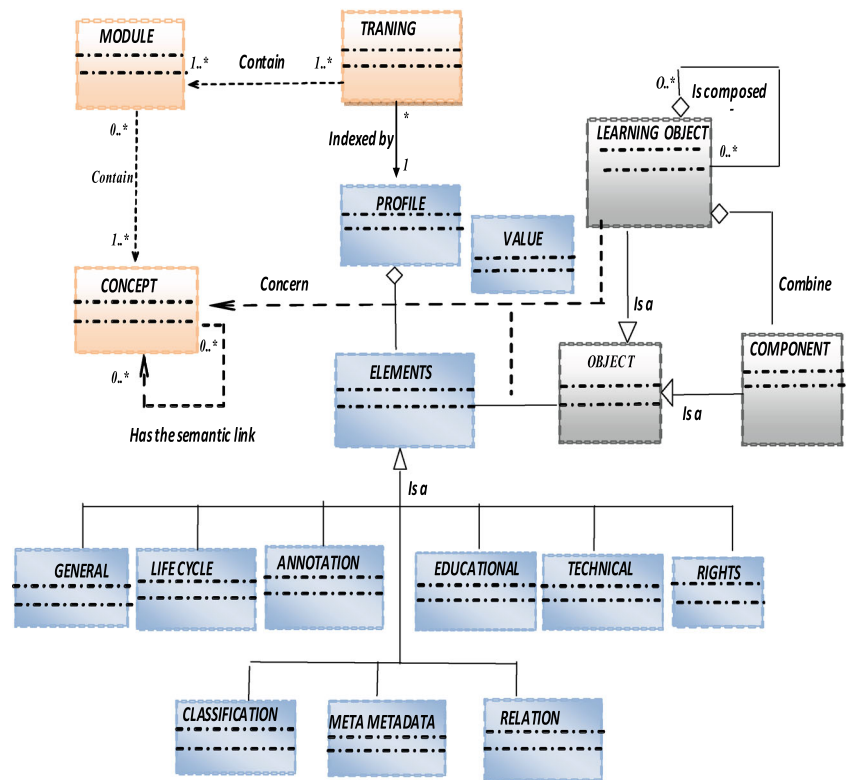 MODULE
TRANING
1..*
Contain
1..*
0..*
Contain
1..*
*
Indexed by
1
O..*
Is composed
-
0..*
LEARNING OBJECT
PROFILE
VALUE
CONCEPT
Concern
Is a
Combine
0..*
0..*
Has the semantic link
ELEMENTS
OBJECT
COMPONENT
Is a
Is a
GENERAL
LIFE CYCLE
ANNOTATION
EDUCATIONAL
TECHNICAL
RIGHTS
CLASSIFICATION
META METADATA
RELATION